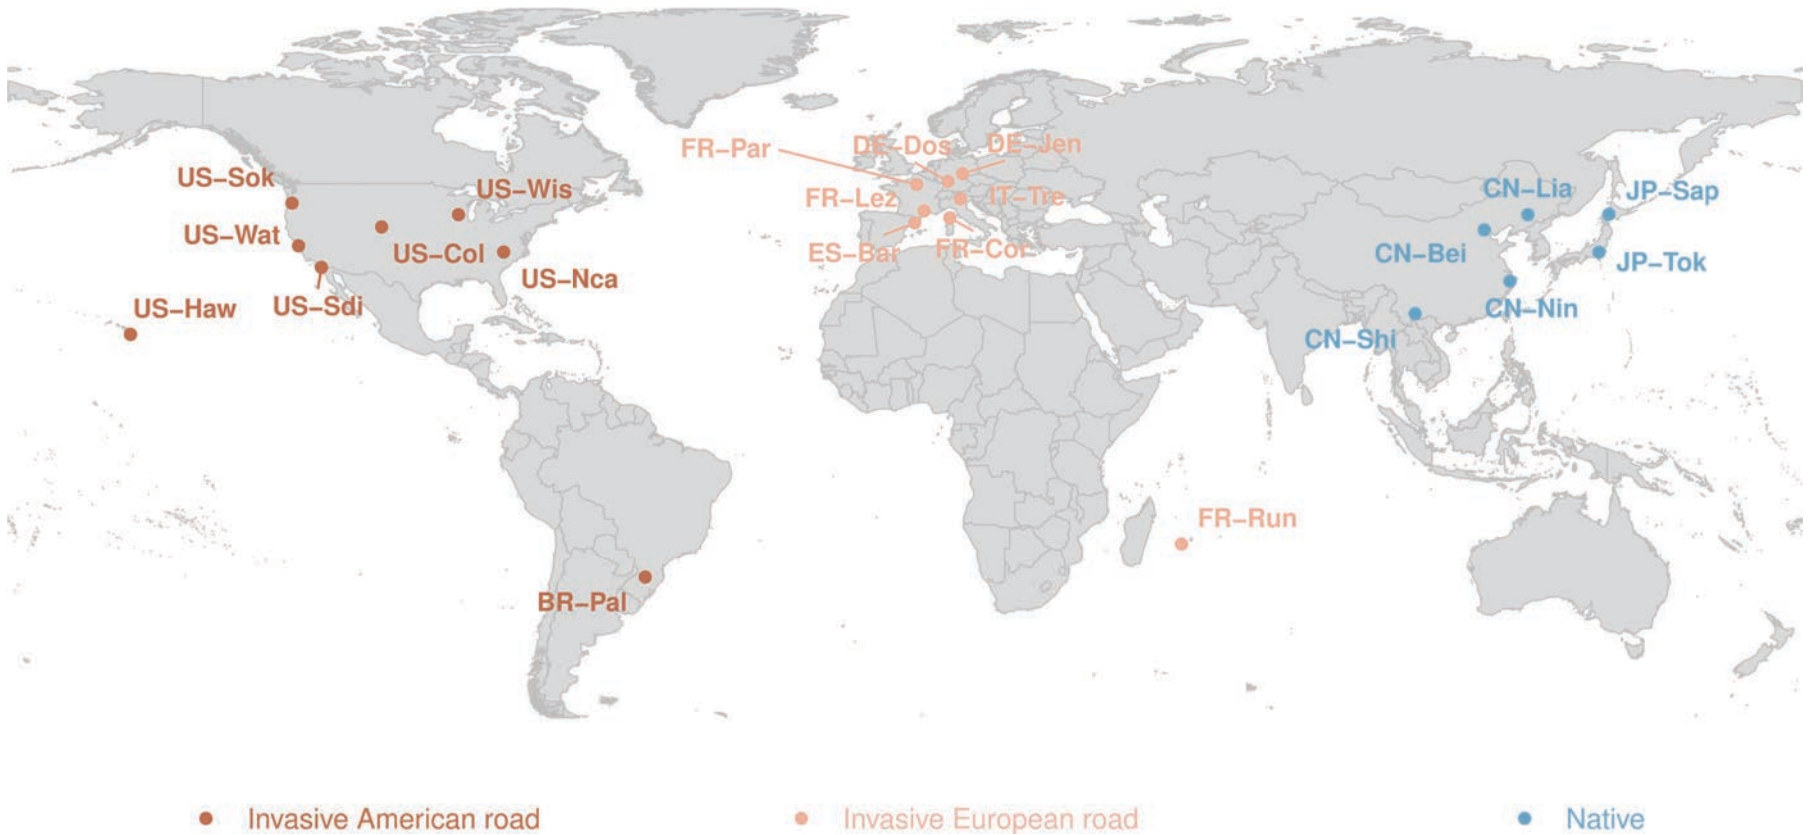 FR–Par
DE–Dos
DE–Jen
US–Sok
US–Wis
FR–Lez
IT–Tre
CN–Lia
JP–Sap
US–Wat
US–Col
ES–Bar
FR–Cor
CN–Bei
JP–Tok
US–Nca
US–Haw
US–Sdi
CN–Nin
CN–Shi
FR–Run
BR–Pal
Invasive American road
Invasive European road
Native